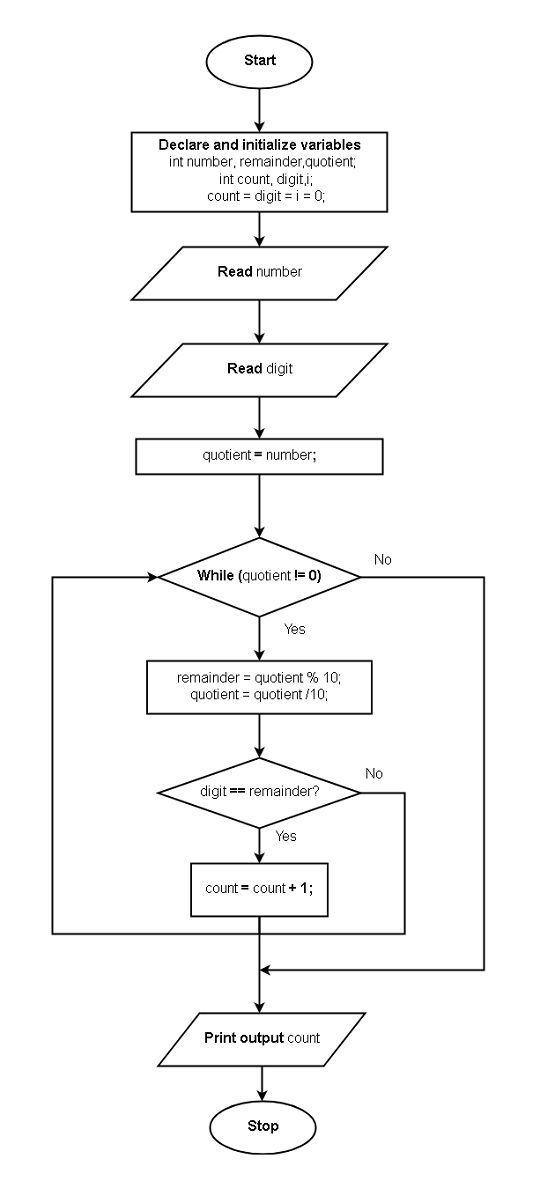 Start
Declare and initialize variables
int number, remainder,quotient;
int count, digit,i;
count = digit = i = 0;
Read number
Read digit
quotient = number;
No
While (quotient != 0)
Yes
remainder = quotient % 10;
quotient = quotient /10;
No
digit == remainder?
Yes
count = count + 1;
Print output count
Stop